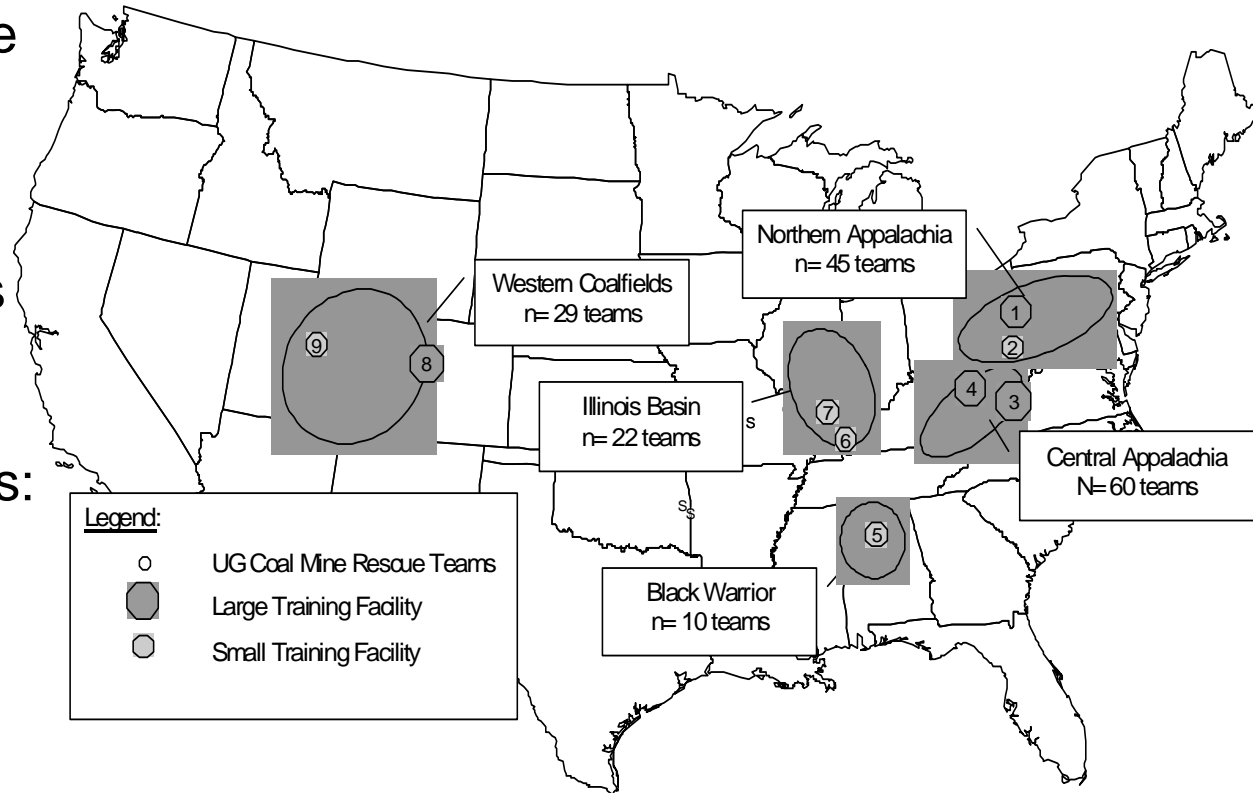 e
s
s:
Northern Appalachia
n= 45 teams
Western Coalfields
n= 29 teams
1
2
9
8
4
3
Illinois Basin
n= 22 teams
7
6
s
Central Appalachia
N= 60 teams
s
s
5
Black Warrior
n= 10 teams
Legend:
UG Coal Mine Rescue Teams
Large Training Facility
Small Training Facility